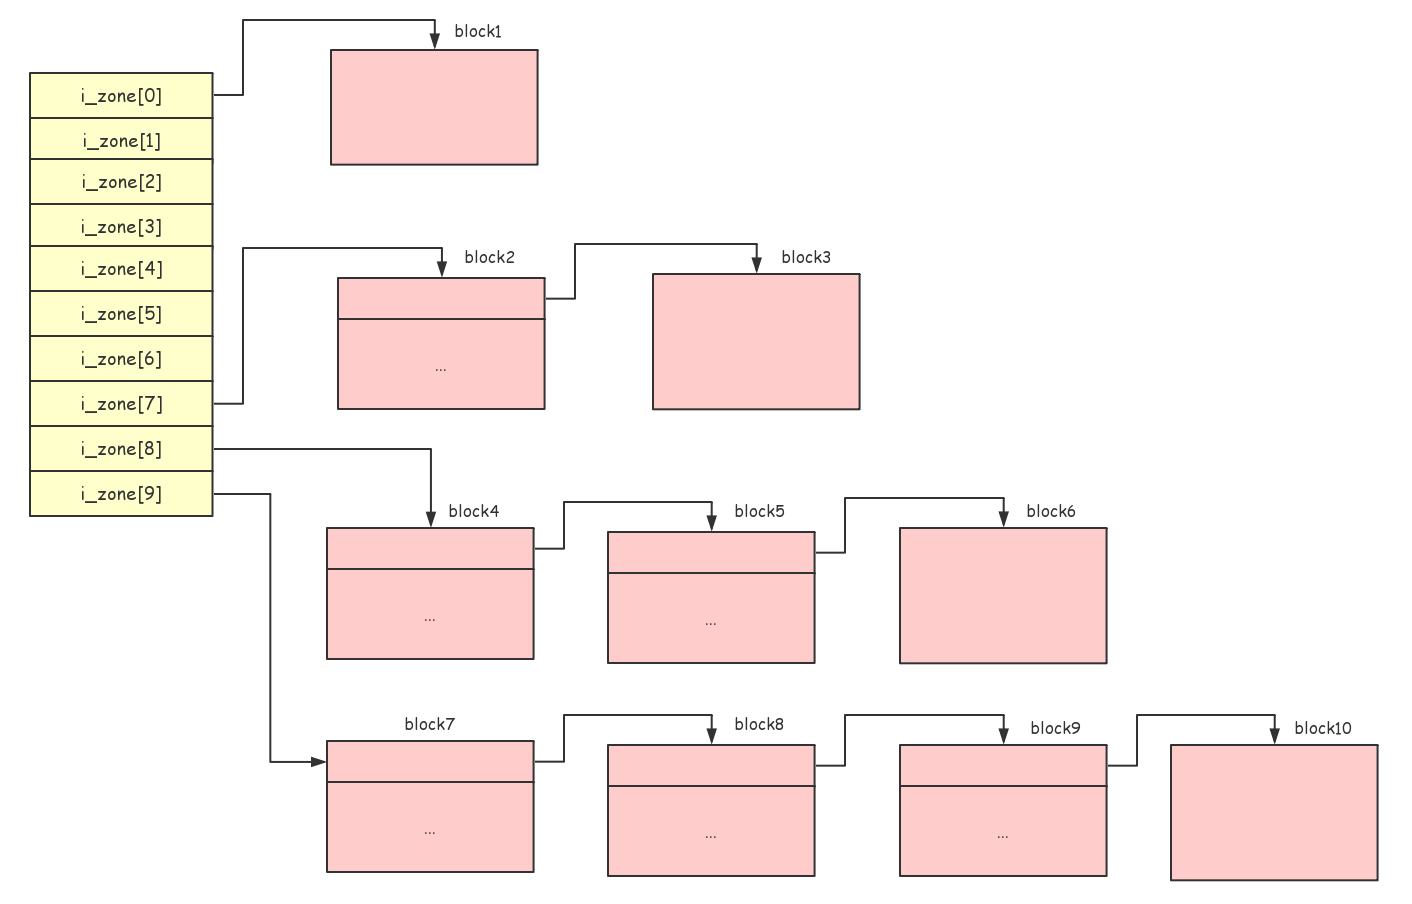 block1
i_zone[0]
i_zone[1]
i_zone[2]
i_zone[3]
i_zone[4]
i_zone[5]
i_zone[6]
i_zone[7]
i_zone[8]
i_zone[9]
block2
block3
...
block4
block5
block6
...
...
block7
block8
block9
block10
...
...
...